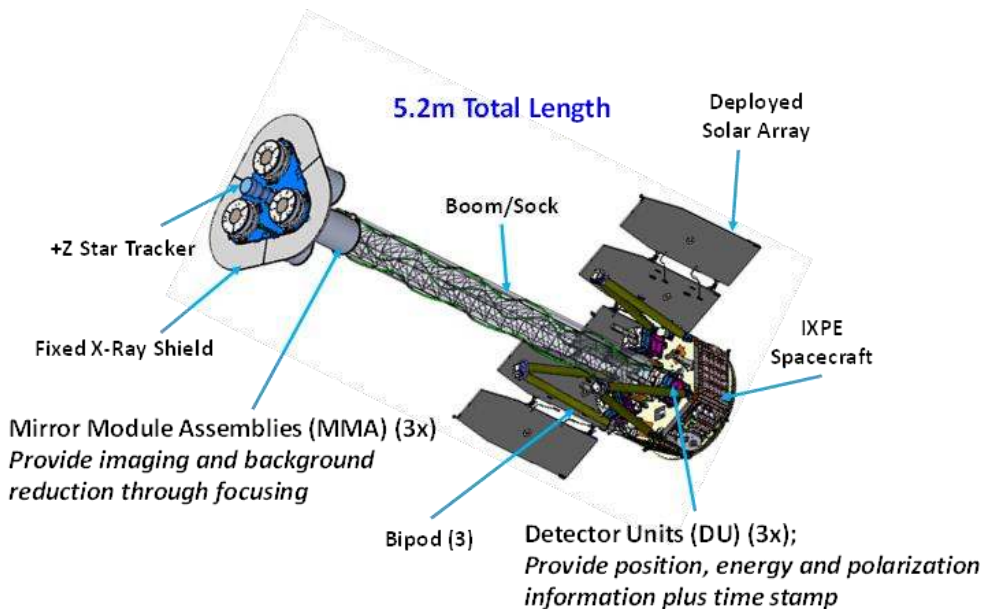 5.2m Total Length
Deployed
Solar Array
Boom/Sock
+Z Star Tracker
Fixed X-Ray Shield
IXPE
Spacecraft
Mirror Module Assemblies (MMA) (3x)
Provide imaging and background
reduction through focusing
Bipod (3)
Detector Units (DU) (3x);
Provide position, energy and polarization
information plus time stamp